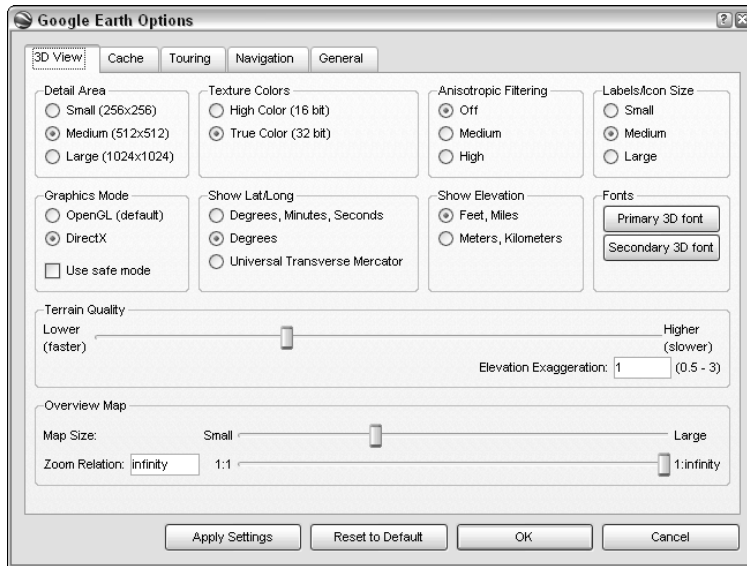 Google Earth Options
3D View Cache Touring Navigation General
Detail Area
Small (256x256)
Medium (512x512)
Large (1024x1024)
Texture Colors
High Color (16 bit)
True Color (32 bit)
Anisotropic Filtering
Off
Medium
High
Labels/Icon Size
Small
Medium
Large
Graphics Mode
OpenGL (default)
DirectX
Use safe mode
Show Lat/Long
Degrees, Minutes, Seconds
Degrees
Universal Transverse Mercator
Show Elevation
Feet, Miles
Meters, Kilometers
Fonts
Primary 3D font
Secondary 3D font
Terrain Quality
Lower
(faster)
Higher
(slower)
Elevation Exaggeration: 1 (0.5 - 3)
Overview Map
Map Size: Small Large
Zoom Relation: infinity 1:1 1:infinity
Apply Settings Reset to Default OK Cancel